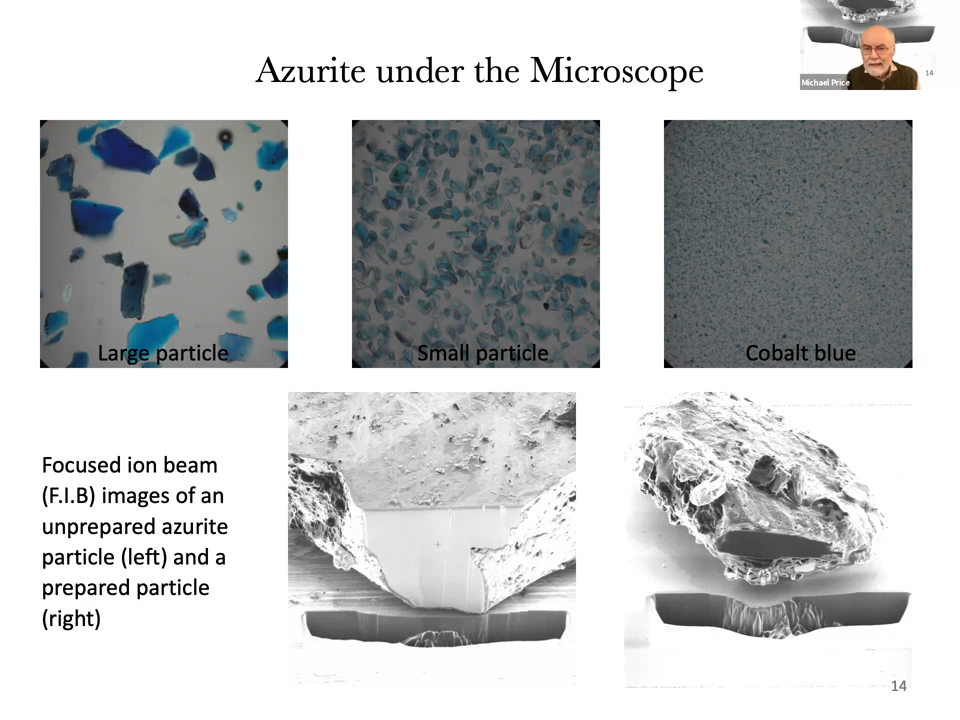 Azurite under the Microscope
Michael Price
14
Large particle
Small particle
Cobalt blue
Focused ion beam
(F.I.B) images of an
unprepared azurite
particle (left) and a
prepared particle
(right)
14